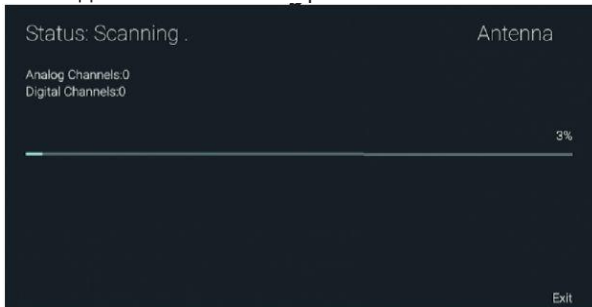 Status: Scanning .
Antenna
Analog Channels:0
Digital Channels:0
3%
Exit